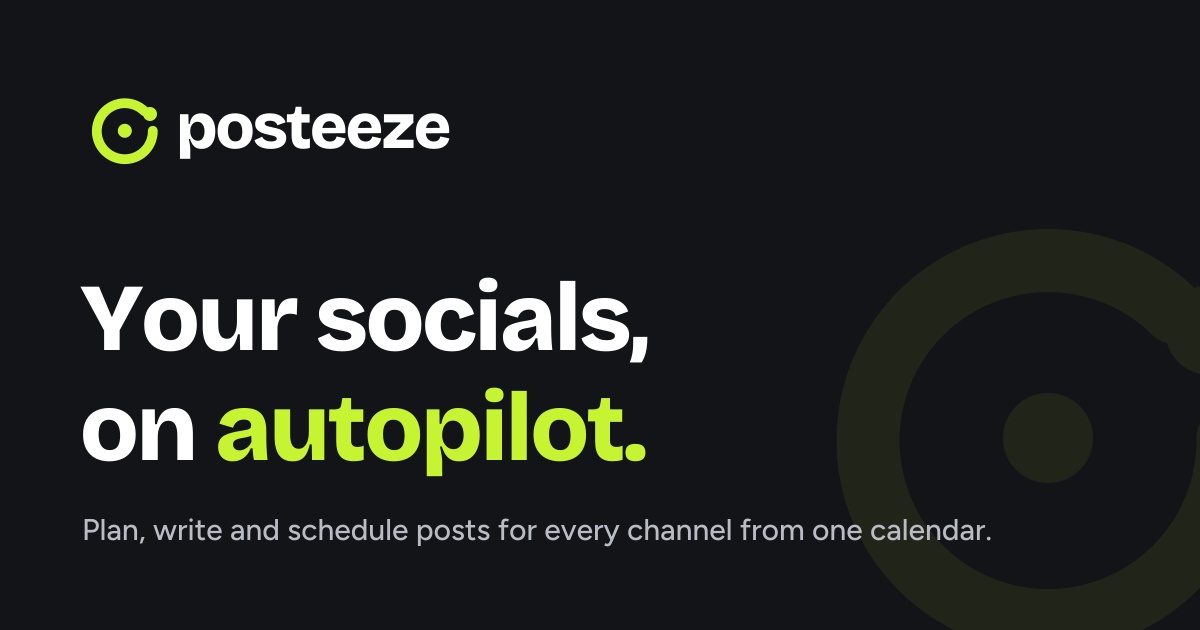 posteeze
Your socials,
on autopilot.
Plan, write and schedule posts for every channel from one calendar.